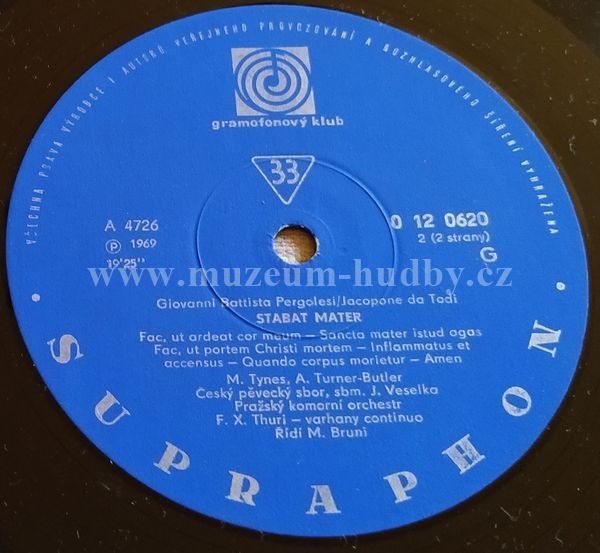 VŠECHNA PRÁVA VÝROBCE I AUTORŮ VEŘEJNÉHO PROVOZOVÁNÍ A ROZHLASOVÉHO ŠÍŘENÍ VYHRAŽENA
gramofonový klub
33
A 4726
0 12 0620
Ⓟ 1969
2 (2 strany)
19'25''
G
www.muzeum-hudby.cz
Giovanni Battista Pergolesi/Jacopone da Todi
STABAT MATER
Fac, ut ardeat cor meum — Sancta mater istud agas
Fac, ut portem Christi mortem — Inflammatus et
accensus — Quando corpus morietur — Amen
M. Tynes, A. Turner-Butler
Český pěvecký sbor, sbm. J. Veselka
Pražský komorní orchestr
F. X. Thuri — varhany continuo
Řídí M. Bruni
• SUPRAPHON •